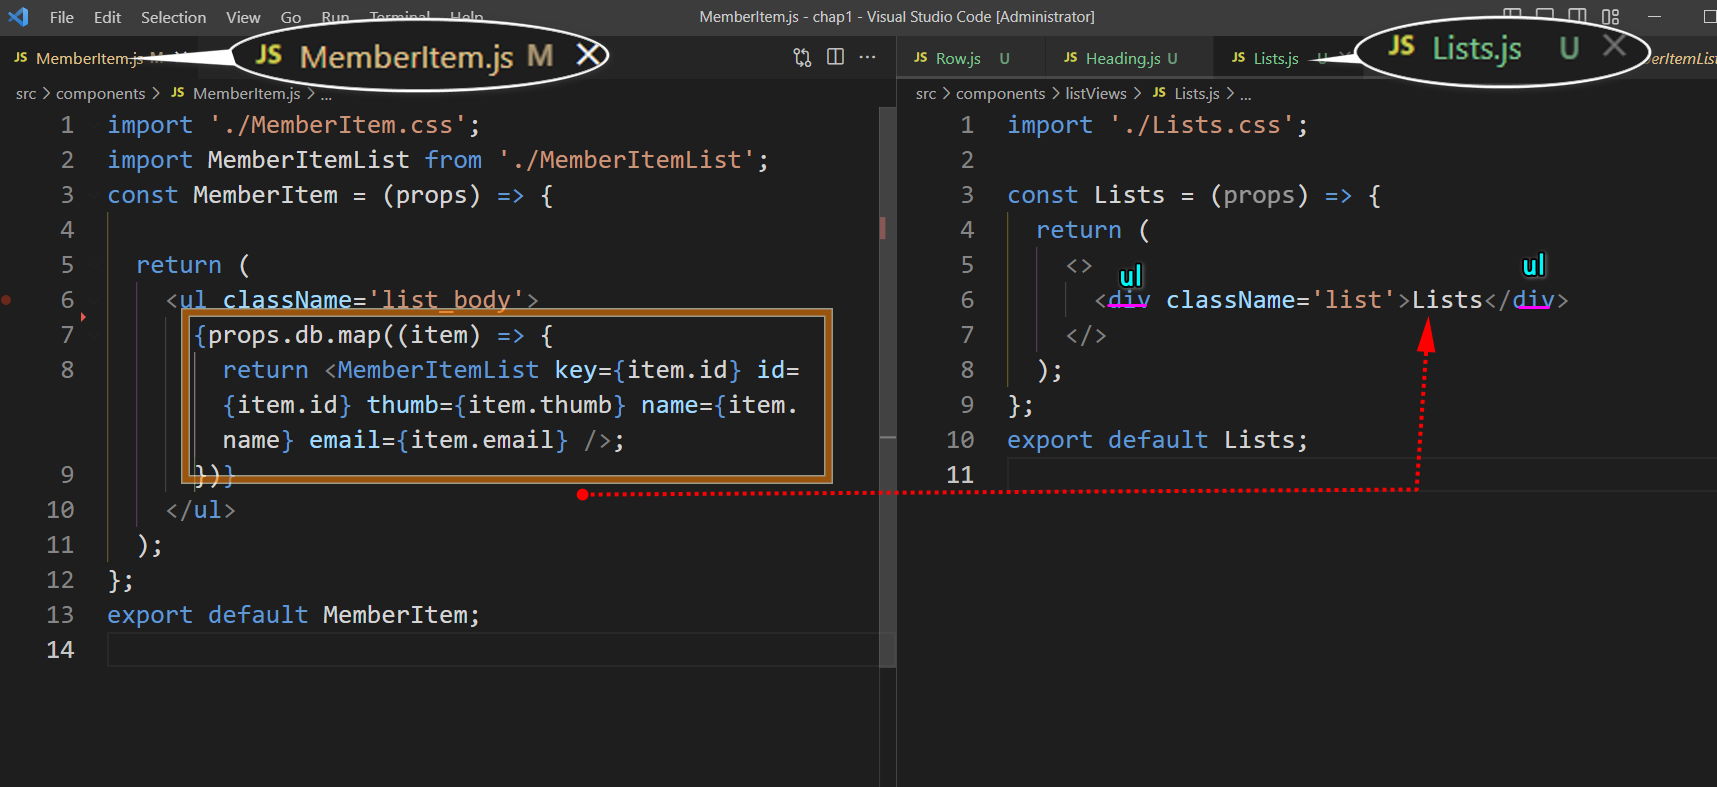 File Edit Selection View Go Run Terminal Help
MemberItem.js - chap1 - Visual Studio Code [Administrator]
JS MemberItem.js M
JS MemberItem.js M
JS Row.js U
JS Heading.js U
JS Lists.js U
JS Lists.js U
src > components > JS MemberItem.js > ...
1 import './MemberItem.css';
2 import MemberItemList from './MemberItemList';
3 const MemberItem = (props) => {
4
5 return (
6 <ul className='list_body'>
7 {props.db.map((item) => {
8 return <MemberItemList key={item.id} id=
{item.id} thumb={item.thumb} name={item.
name} email={item.email} />;
9 })}
10 </ul>
11 );
12 };
13 export default MemberItem;
14
src > components > listViews > JS Lists.js > ...
1 import './Lists.css';
2
3 const Lists = (props) => {
4 return (
5 <>
ul ul
6 <div className='list'>Lists</div>
7 </>
8 );
9 };
10 export default Lists;
11